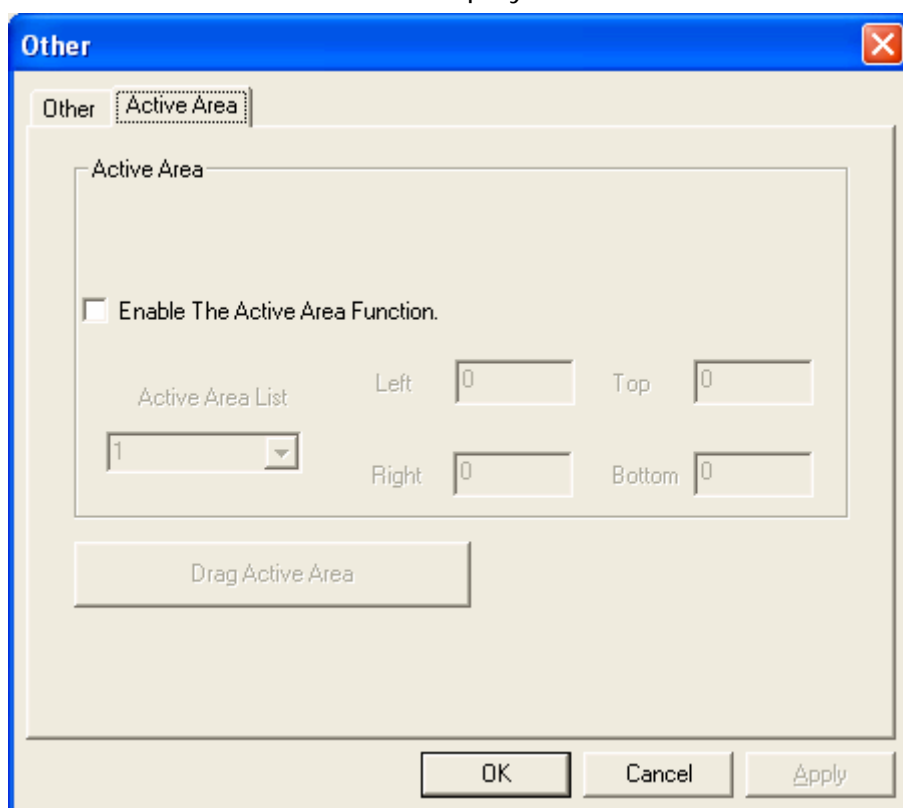 Other
Other Active Area
Active Area
Enable The Active Area Function.
Left 0 Top 0
Active Area List
1
Right 0 Bottom 0
Drag Active Area
OK Cancel Apply